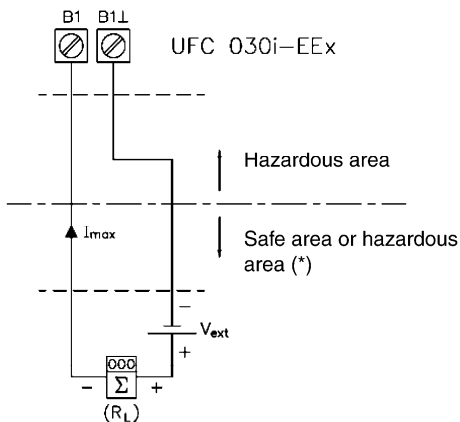 B1 B1⊥
UFC 030i-EEx
Hazardous area
Imax
Safe area or hazardous
area (*)
−
Vext
+
000
− Σ +
(RL)